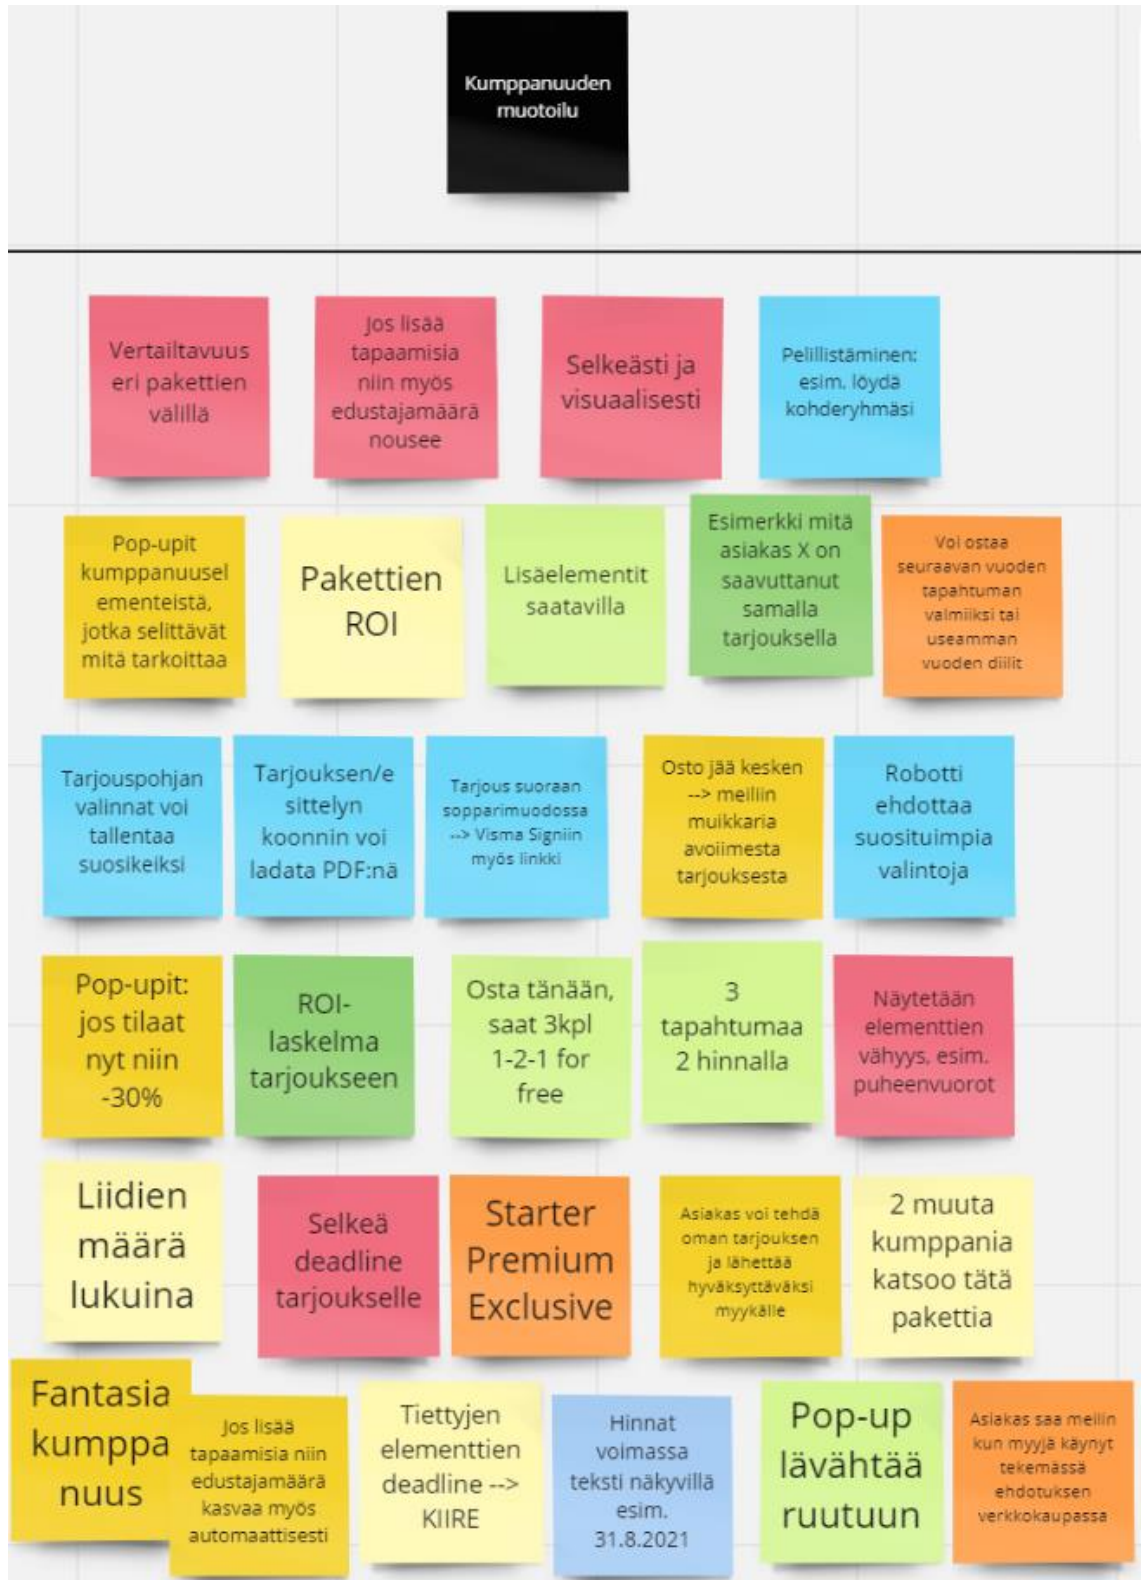 Kumppanuuden
muotoilu
Vertailtavuus
eri pakettien
välillä
Jos lisää
tapaamisia
niin myös
edustajamäärä
nousee
Selkeästi ja
visuaalisesti
Pelillistäminen:
esim. löydä
kohderyhmäsi
Pop-upit
kumppanuusel
ementeistä,
jotka selittävät
mitä tarkoittaa
Pakettien
ROI
Lisäelementit
saatavilla
Esimerkki mitä
asiakas X on
saavuttanut
samalla
tarjouksella
Voi ostaa
seuraavan vuoden
tapahtuman
valmiiksi tai
useamman
vuoden diilit
Tarjouspohjan
valinnat voi
tallentaa
suosikeiksi
Tarjouksen/e
sittelyn
koonnin voi
ladata PDF:nä
Tarjous suoraan
sopparimuodossa
--> Visma Signiin
myös linkki
Osto jää kesken
--> meiliin
muikkaria
avoiimesta
tarjouksesta
Robotti
ehdottaa
suosituimpia
valintoja
Pop-upit:
jos tilaat
nyt niin
-30%
ROI-
laskelma
tarjoukseen
Osta tänään,
saat 3kpl
1-2-1 for
free
3
tapahtumaa
2 hinnalla
Näytetään
elementtien
vähyys, esim.
puheenvuorot
Liidien
määrä
lukuina
Selkeä
deadline
tarjoukselle
Starter
Premium
Exclusive
Asiakas voi tehdä
oman tarjouksen
ja lähettää
hyväksyttäväksi
myykälle
2 muuta
kumppania
katsoo tätä
pakettia
Fantasia
kumppa
nuus
Jos lisää
tapaamisia niin
edustajamäärä
kasvaa myös
automaattisesti
Tiettyjen
elementtien
deadline -->
KIIRE
Hinnat
voimassa
teksti näkyvillä
esim.
31.8.2021
Pop-up
lävähtää
ruutuun
Asiakas saa meilin
kun myyjä käynyt
tekemässä
ehdotuksen
verkkokaupassa